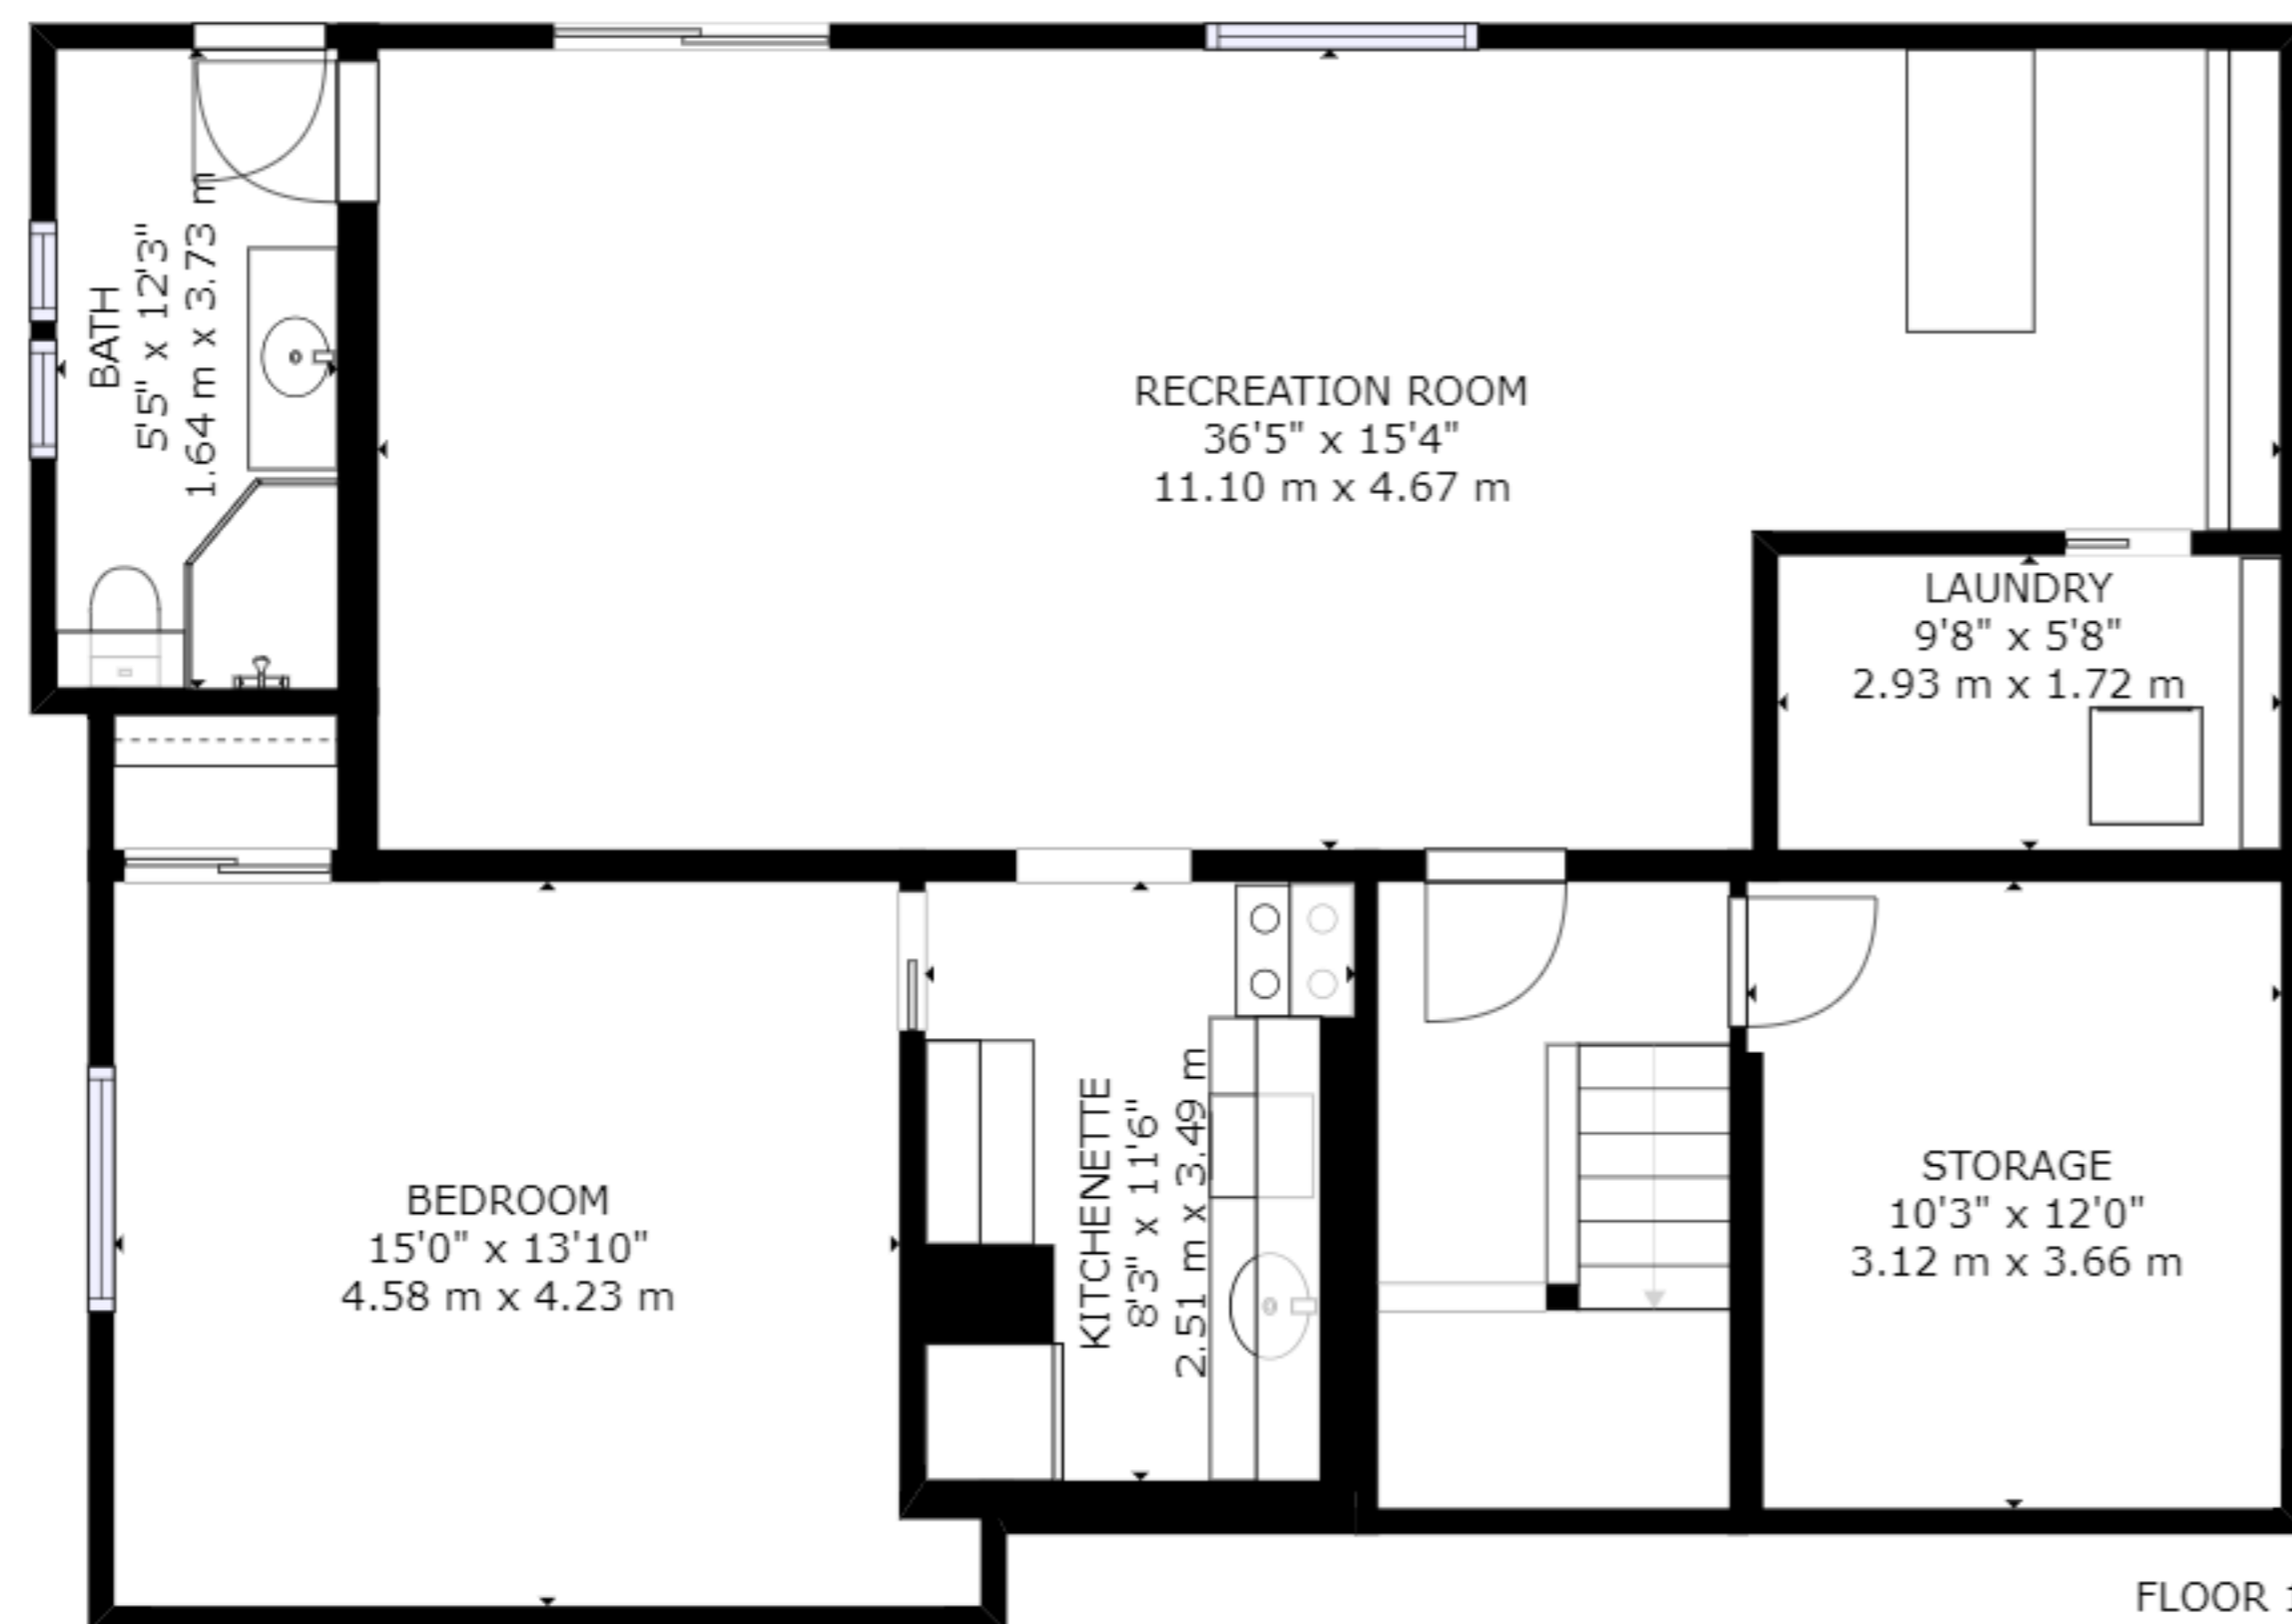 BATH
5'5" x 12'3"
1.64 m x 3.73 m
RECREATION ROOM
36'5" x 15'4"
11.10 m x 4.67 m
LAUNDRY
9'8" x 5'8"
2.93 m x 1.72 m
BEDROOM
15'0" x 13'10"
4.58 m x 4.23 m
KITCHENETTE
8'3" x 11'6"
2.51 m x 3.49 m
STORAGE
10'3" x 12'0"
3.12 m x 3.66 m
FLOOR